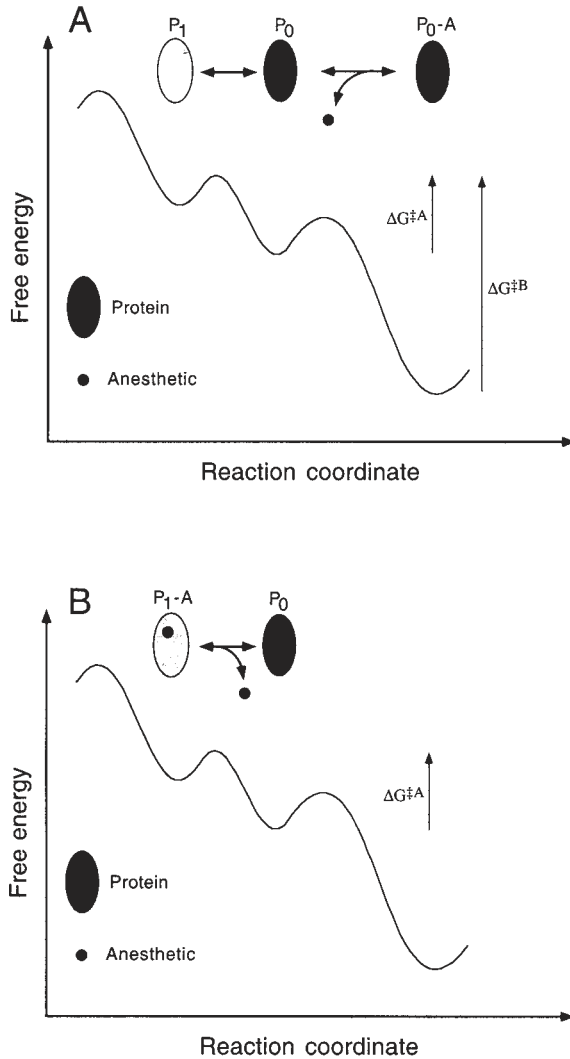 A
P1 P0 P0-A
ΔG‡A
ΔG‡B
Free energy
Protein
Anesthetic
Reaction coordinate
B
P1-A P0
ΔG‡A
Free energy
Protein
Anesthetic
Reaction coordinate